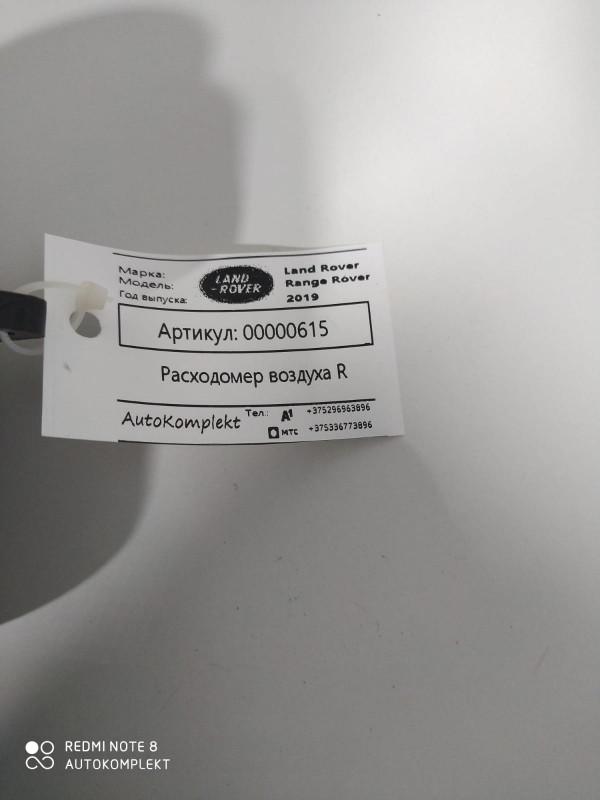 Марка:
Модель:
Год выпуска:
LAND
-ROVER
Land Rover
Range Rover
2019
Артикул: 00000615
Расходомер воздуха R
AutoKomplekt
Тел.:
A1 +375296963896
МТС +375336773896
REDMI NOTE 8
AUTOKOMPLEKT